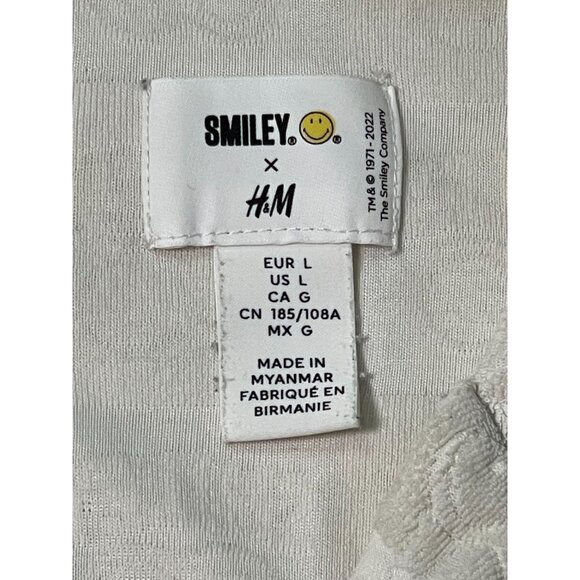 SMILEY.® ®
×
H&M
TM & © 1971 - 2022
The Smiley Company
EUR L
US L
CA G
CN 185/108A
MX G
MADE IN
MYANMAR
FABRIQUÉ EN
BIRMANIE